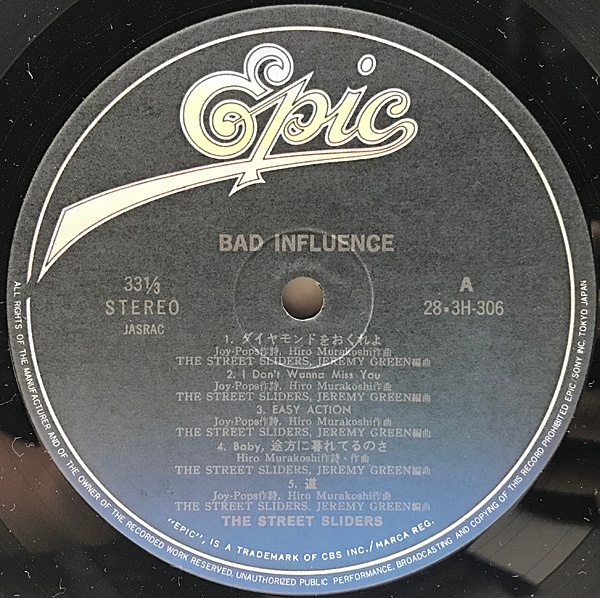 Epic
BAD INFLUENCE
33⅓
STEREO
JASRAC
A
28・3H-306
1. ダイヤモンドをおくれよ
Joy-Pops作詩, Hiro Murakoshi作曲
THE STREET SLIDERS, JEREMY GREEN編曲
2. I Don't Wanna Miss You
Joy-Pops作詩, Hiro Murakoshi作曲
THE STREET SLIDERS, JEREMY GREEN編曲
3. EASY ACTION
Joy-Pops作詩, Hiro Murakoshi作曲
THE STREET SLIDERS, JEREMY GREEN編曲
4. Baby, 途方に暮れてるのさ
Hiro Murakoshi作詩・作曲
THE STREET SLIDERS, JEREMY GREEN編曲
5. 道
Joy-Pops作詩, Hiro Murakoshi作曲
THE STREET SLIDERS, JEREMY GREEN編曲
THE STREET SLIDERS
"EPIC", IS A TRADEMARK OF CBS INC./MARCA REG.
ALL RIGHTS OF THE MANUFACTURER AND OF THE OWNER OF THE RECORDED WORK RESERVED. UNAUTHORIZED PUBLIC PERFORMANCE, BROADCASTING AND COPYING OF THIS RECORD PROHIBITED EPIC/SONY INC. TOKYO JAPAN